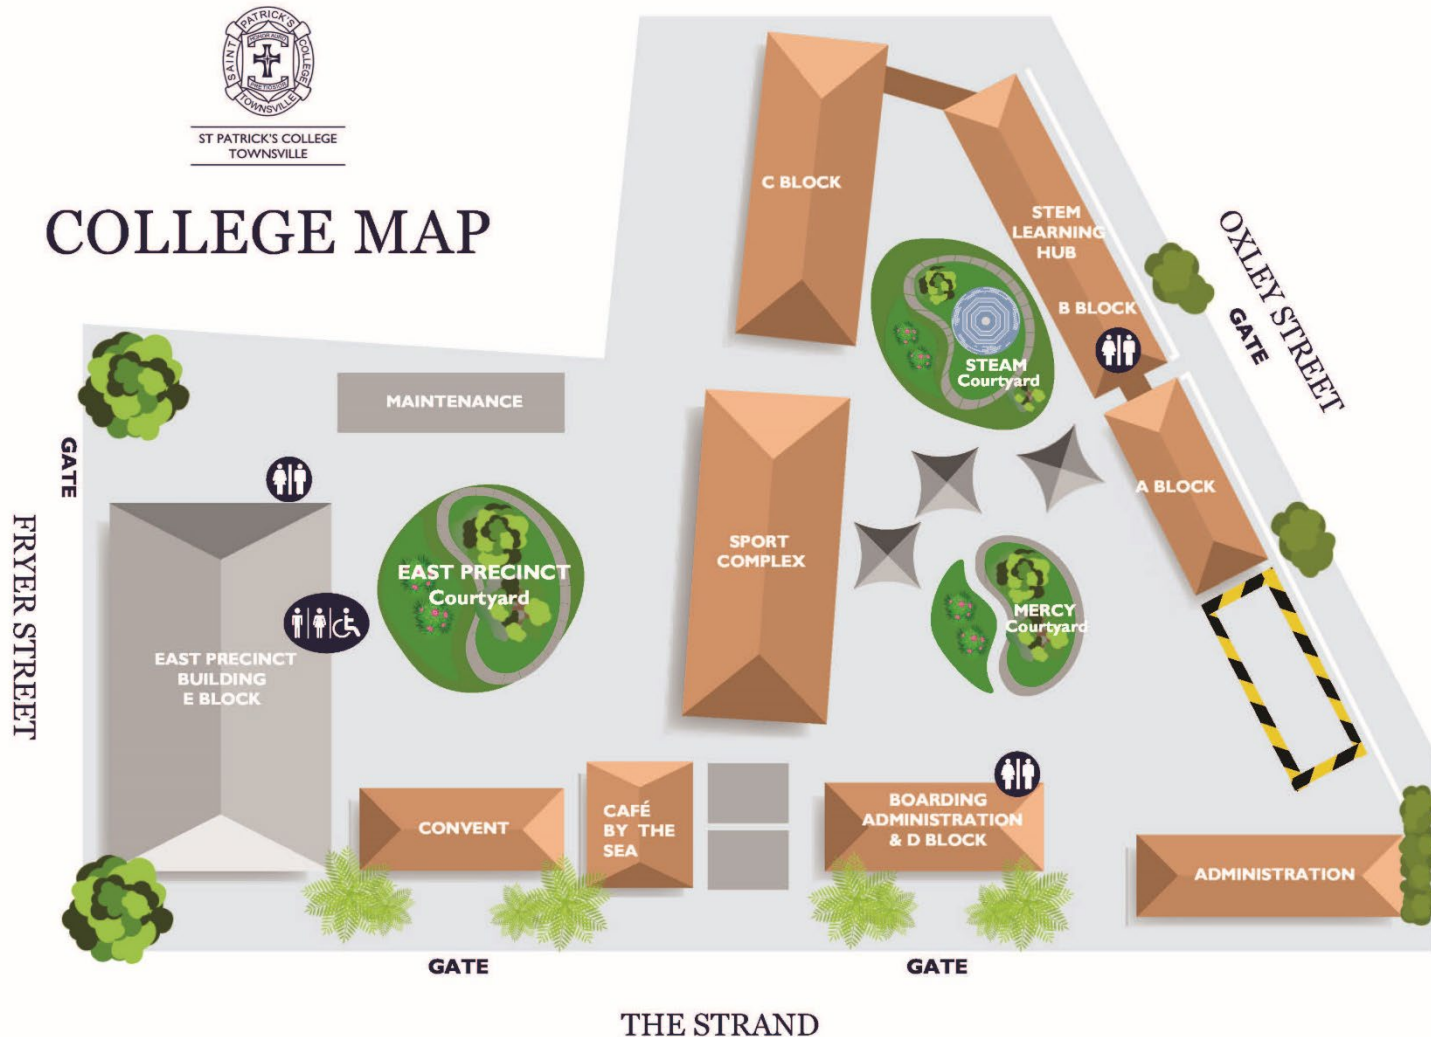 SAINT PATRICK'S COLLEGE
TOWNSVILLE
ST PATRICK'S COLLEGE
TOWNSVILLE
COLLEGE MAP
C BLOCK
STEM
LEARNING
HUB
B BLOCK
OXLEY STREET
GATE
STEAM
Courtyard
MAINTENANCE
GATE
A BLOCK
FRYER STREET
EAST PRECINCT
Courtyard
SPORT
COMPLEX
MERCY
Courtyard
EAST PRECINCT
BUILDING
E BLOCK
CONVENT
CAFÉ
BY THE
SEA
BOARDING
ADMINISTRATION
& D BLOCK
ADMINISTRATION
GATE
GATE
THE STRAND